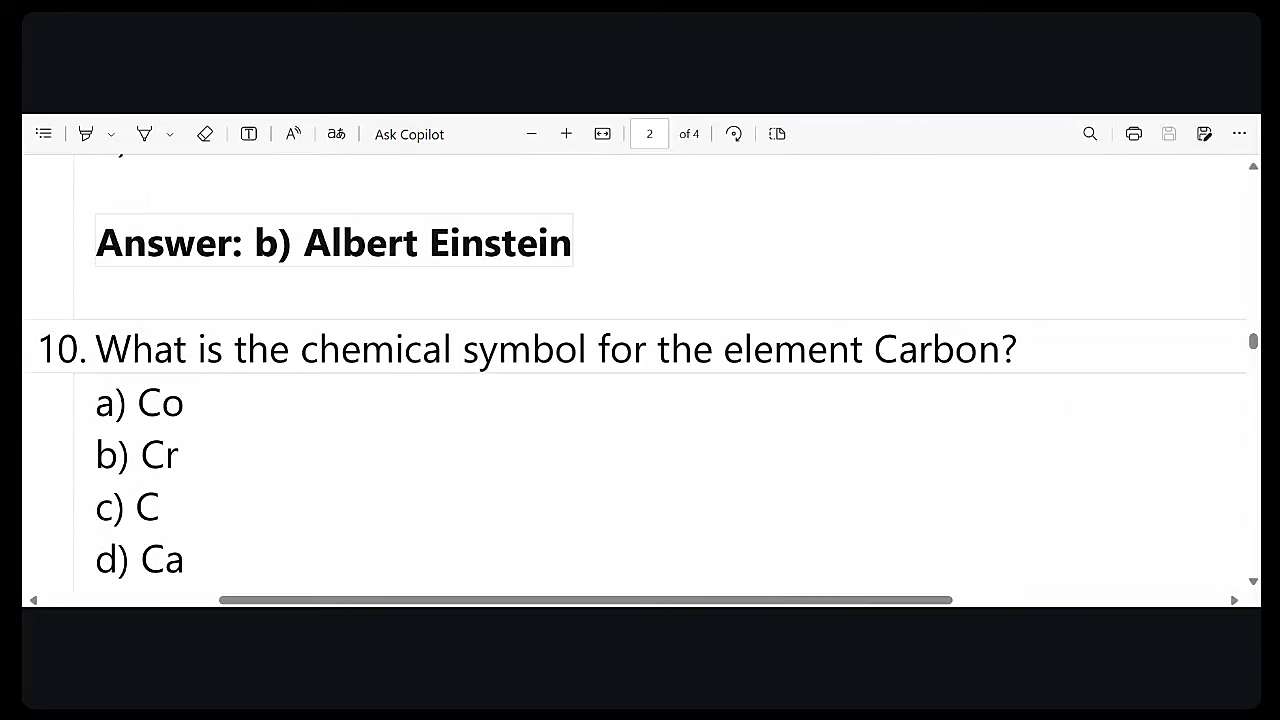 Ask Copilot 2 of 4
Answer: b) Albert Einstein
10. What is the chemical symbol for the element Carbon?
a) Co
b) Cr
c) C
d) Ca